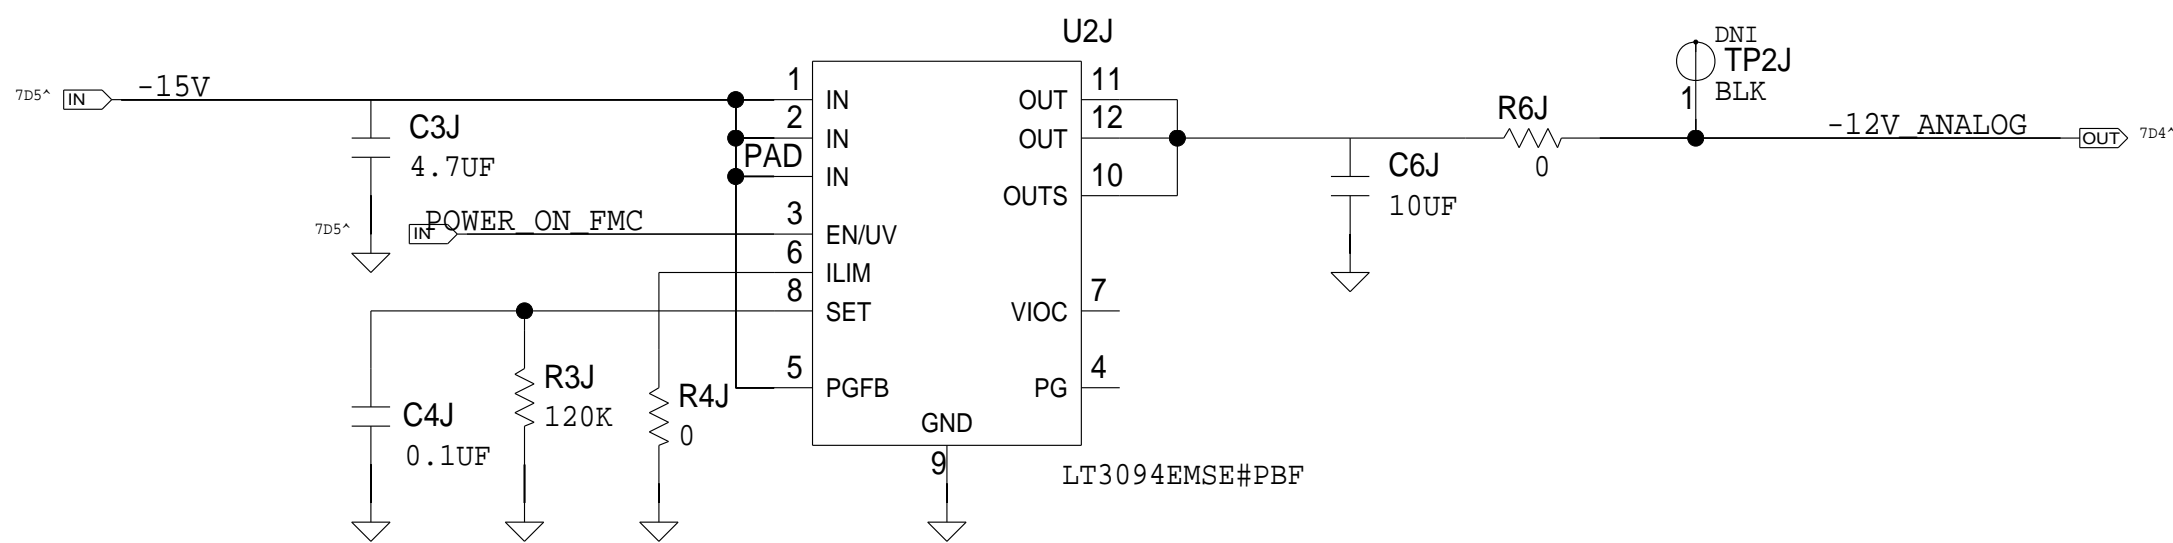 U2J
DNI
TP2J
BLK
1
7D5^ IN -15V
1 IN
2 IN
PAD IN
3 EN/UV
6 ILIM
8 SET
5 PGFB
GND
9
OUT 11
OUT 12
OUTS 10
VIOC 7
PG 4
LT3094EMSE#PBF
C3J
4.7UF
7D5^ IN POWER_ON_FMC
C4J
0.1UF
R3J
120K
R4J
0
R6J
0
C6J
10UF
-12V_ANALOG OUT 7D4^